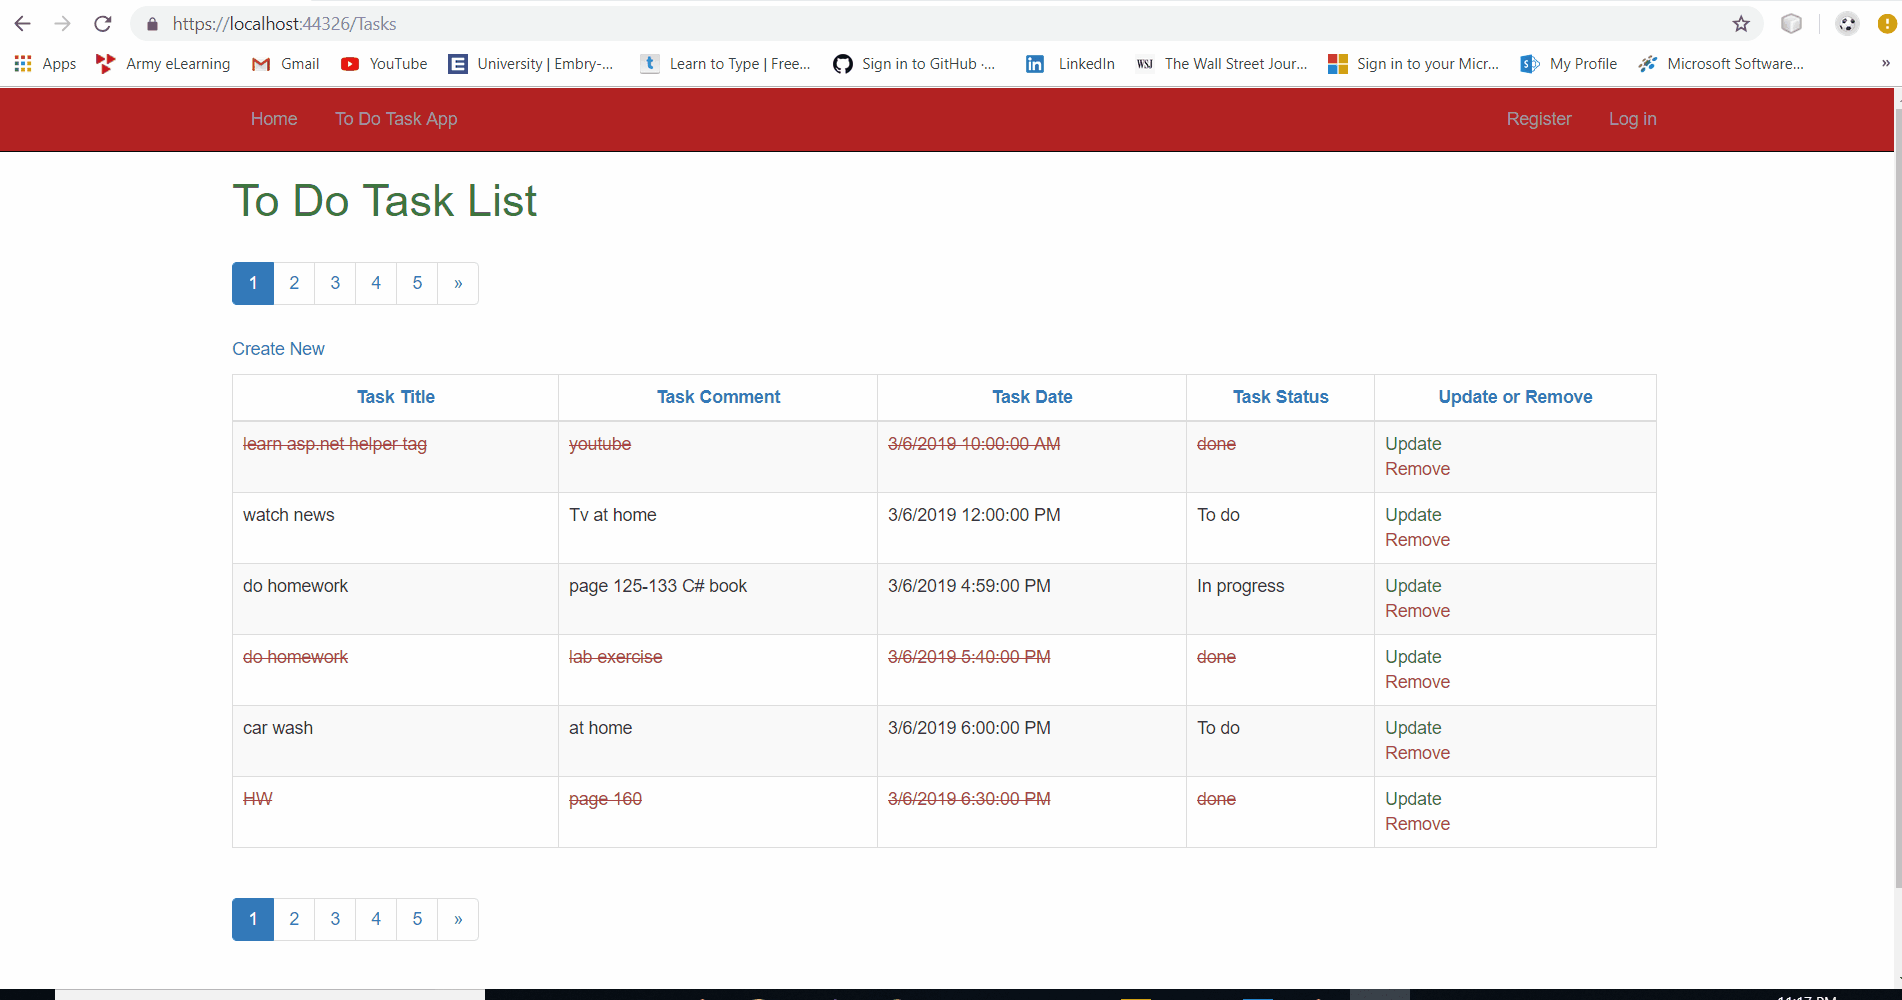 https://localhost:44326/Tasks
Apps Army eLearning Gmail YouTube University | Embry-... Learn to Type | Free... Sign in to GitHub ·... LinkedIn WSJ The Wall Street Jour... Sign in to your Micr... My Profile Microsoft Software... »
Home To Do Task App Register Log in
To Do Task List
1 2 3 4 5 »
Create New
Task Title Task Comment Task Date Task Status Update or Remove
learn asp.net helper tag youtube 3/6/2019 10:00:00 AM done Update
Remove
watch news Tv at home 3/6/2019 12:00:00 PM To do Update
Remove
do homework page 125-133 C# book 3/6/2019 4:59:00 PM In progress Update
Remove
do homework lab exercise 3/6/2019 5:40:00 PM done Update
Remove
car wash at home 3/6/2019 6:00:00 PM To do Update
Remove
HW page 160 3/6/2019 6:30:00 PM done Update
Remove
1 2 3 4 5 »